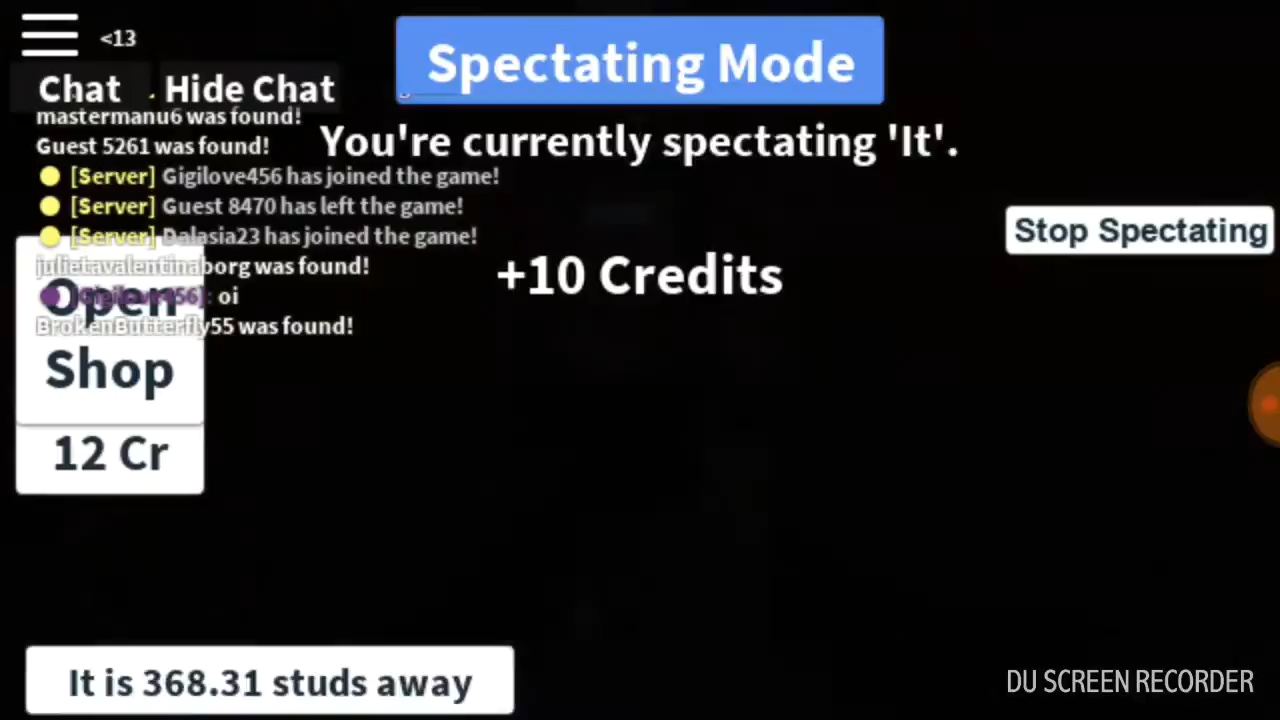 <13
Spectating Mode
Chat Hide Chat
mastermanu6 was found!
Guest 5261 was found!
You're currently spectating 'It'.
[Server] Gigilove456 has joined the game!
[Server] Guest 8470 has left the game!
[Server] Dalasia23 has joined the game!
Stop Spectating
julietavalentinaborg was found!
+10 Credits
[Gigilove456]: oi
Open
BrokenButterfly55 was found!
Shop
12 Cr
It is 368.31 studs away
DU SCREEN RECORDER